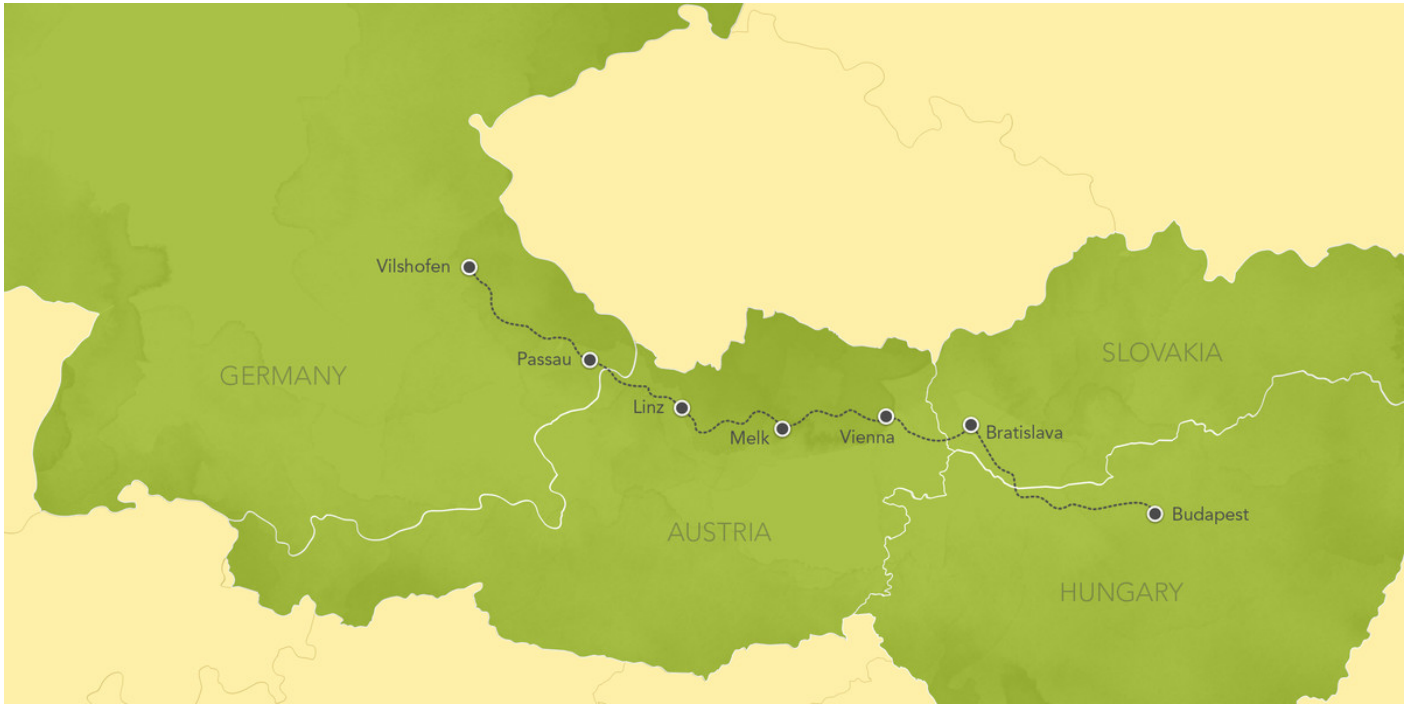 Vilshofen
SLOVAKIA
Passau
GERMANY
Linz
Melk
Vienna
Bratislava
Budapest
AUSTRIA
HUNGARY